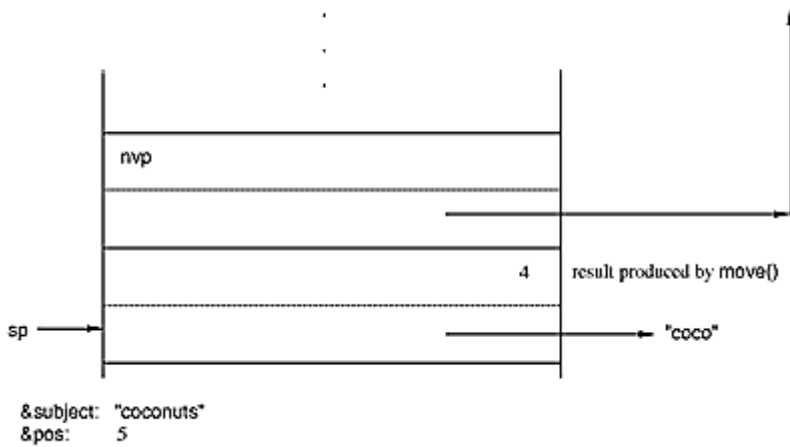 nvp
4 result produced by move()
sp
"coco"
&subject: "coconuts"
&pos: 5